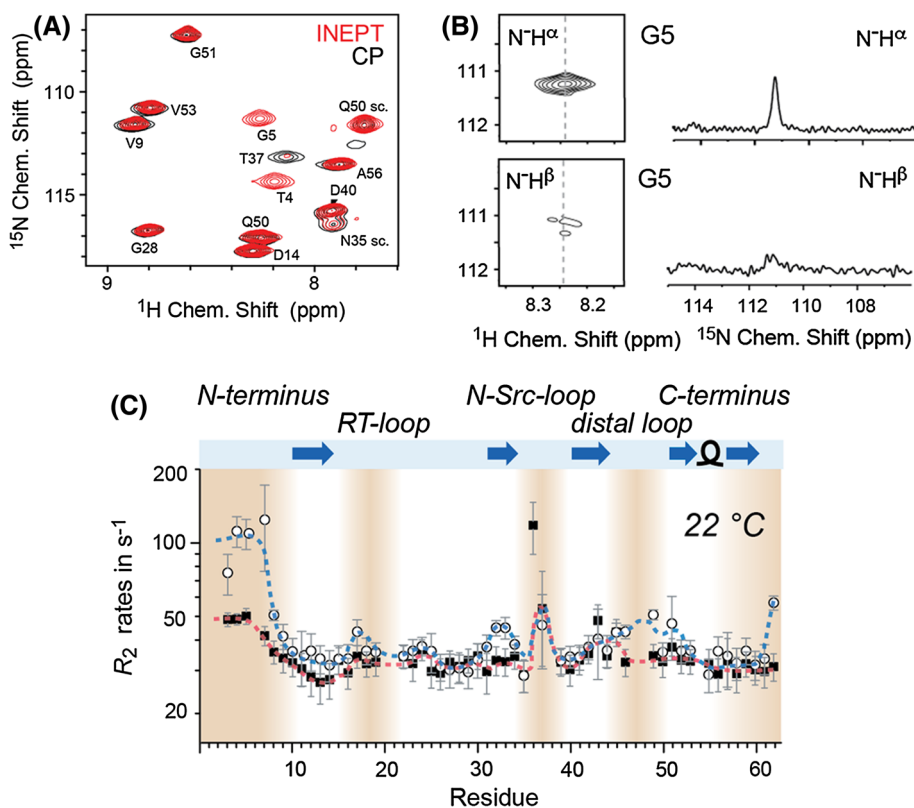 (A)
INEPT
CP
G51
V53
V9
G5
Q50 sc.
T37
A56
T4
D40
Q50
G28
D14
N35 sc.
110
115
9
8
15N Chem. Shift (ppm)
1H Chem. Shift (ppm)
(B)
N-Hα
G5
N-Hα
111
112
N-Hβ
G5
N-Hβ
111
112
8.3
8.2
114
112
110
108
1H Chem. Shift (ppm)
15N Chem. Shift (ppm)
(C)
N-terminus
N-Src-loop
C-terminus
RT-loop
distal loop
22 °C
200
100
50
20
R2 rates in s-1
10
20
30
40
50
60
Residue